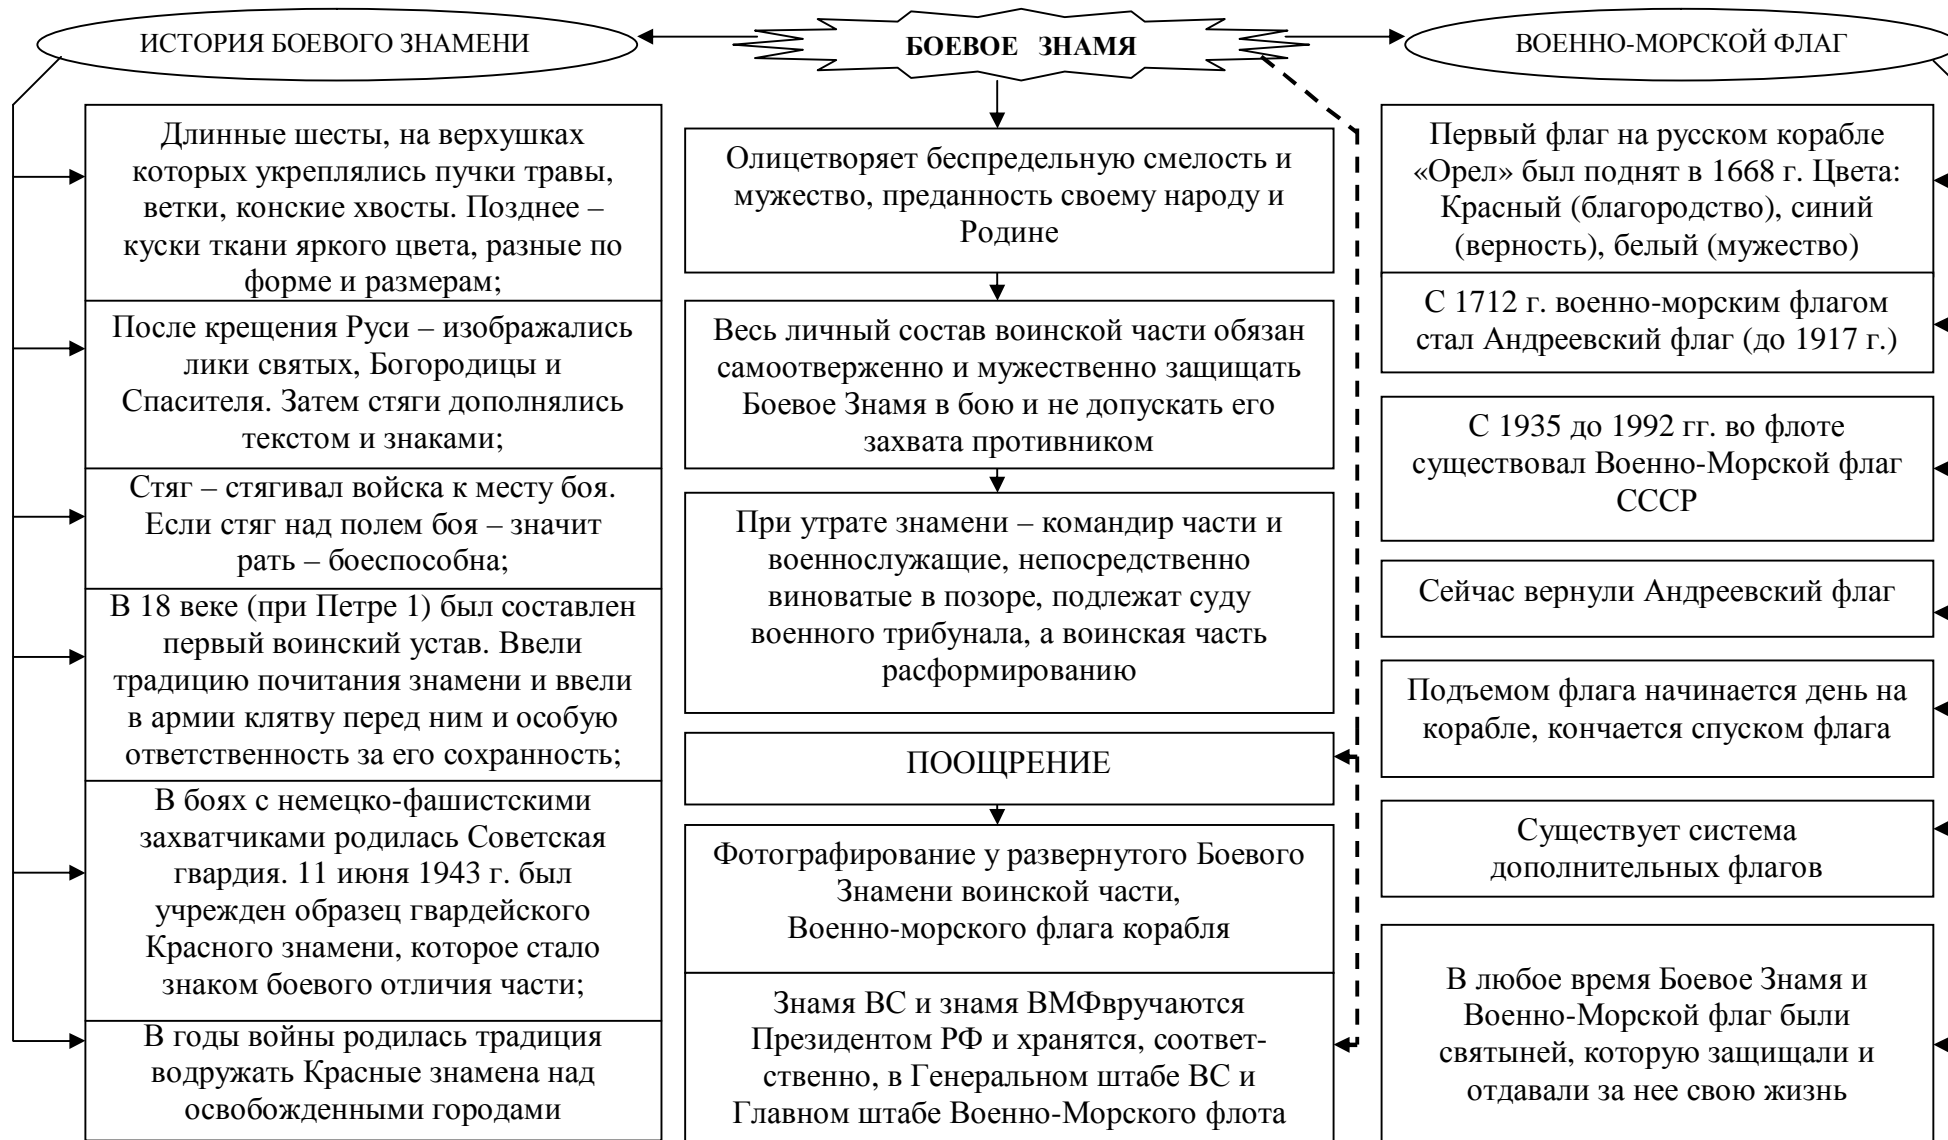 ИСТОРИЯ БОЕВОГО ЗНАМЕНИ
БОЕВОЕ ЗНАМЯ
ВОЕННО-МОРСКОЙ ФЛАГ
Длинные шесты, на верхушках
которых укреплялись пучки травы,
ветки, конские хвосты. Позднее –
куски ткани яркого цвета, разные по
форме и размерам;
После крещения Руси – изображались
лики святых, Богородицы и
Спасителя. Затем стяги дополнялись
текстом и знаками;
Стяг – стягивал войска к месту боя.
Если стяг над полем боя – значит
рать – боеспособна;
В 18 веке (при Петре 1) был составлен
первый воинский устав. Ввели
традицию почитания знамени и ввели
в армии клятву перед ним и особую
ответственность за его сохранность;
В боях с немецко-фашистскими
захватчиками родилась Советская
гвардия. 11 июня 1943 г. был
учрежден образец гвардейского
Красного знамени, которое стало
знаком боевого отличия части;
В годы войны родилась традиция
водружать Красные знамена над
освобожденными городами
Олицетворяет беспредельную смелость и
мужество, преданность своему народу и
Родине
Весь личный состав воинской части обязан
самоотверженно и мужественно защищать
Боевое Знамя в бою и не допускать его
захвата противником
При утрате знамени – командир части и
военнослужащие, непосредственно
виноватые в позоре, подлежат суду
военного трибунала, а воинская часть
расформированию
ПООЩРЕНИЕ
Фотографирование у развернутого Боевого
Знамени воинской части,
Военно-морского флага корабля
Знамя ВС и знамя ВМФвручаются
Президентом РФ и хранятся, соответ-
ственно, в Генеральном штабе ВС и
Главном штабе Военно-Морского флота
Первый флаг на русском корабле
«Орел» был поднят в 1668 г. Цвета:
Красный (благородство), синий
(верность), белый (мужество)
С 1712 г. военно-морским флагом
стал Андреевский флаг (до 1917 г.)
С 1935 до 1992 гг. во флоте
существовал Военно-Морской флаг
СССР
Сейчас вернули Андреевский флаг
Подъемом флага начинается день на
корабле, кончается спуском флага
Существует система
дополнительных флагов
В любое время Боевое Знамя и
Военно-Морской флаг были
святыней, которую защищали и
отдавали за нее свою жизнь